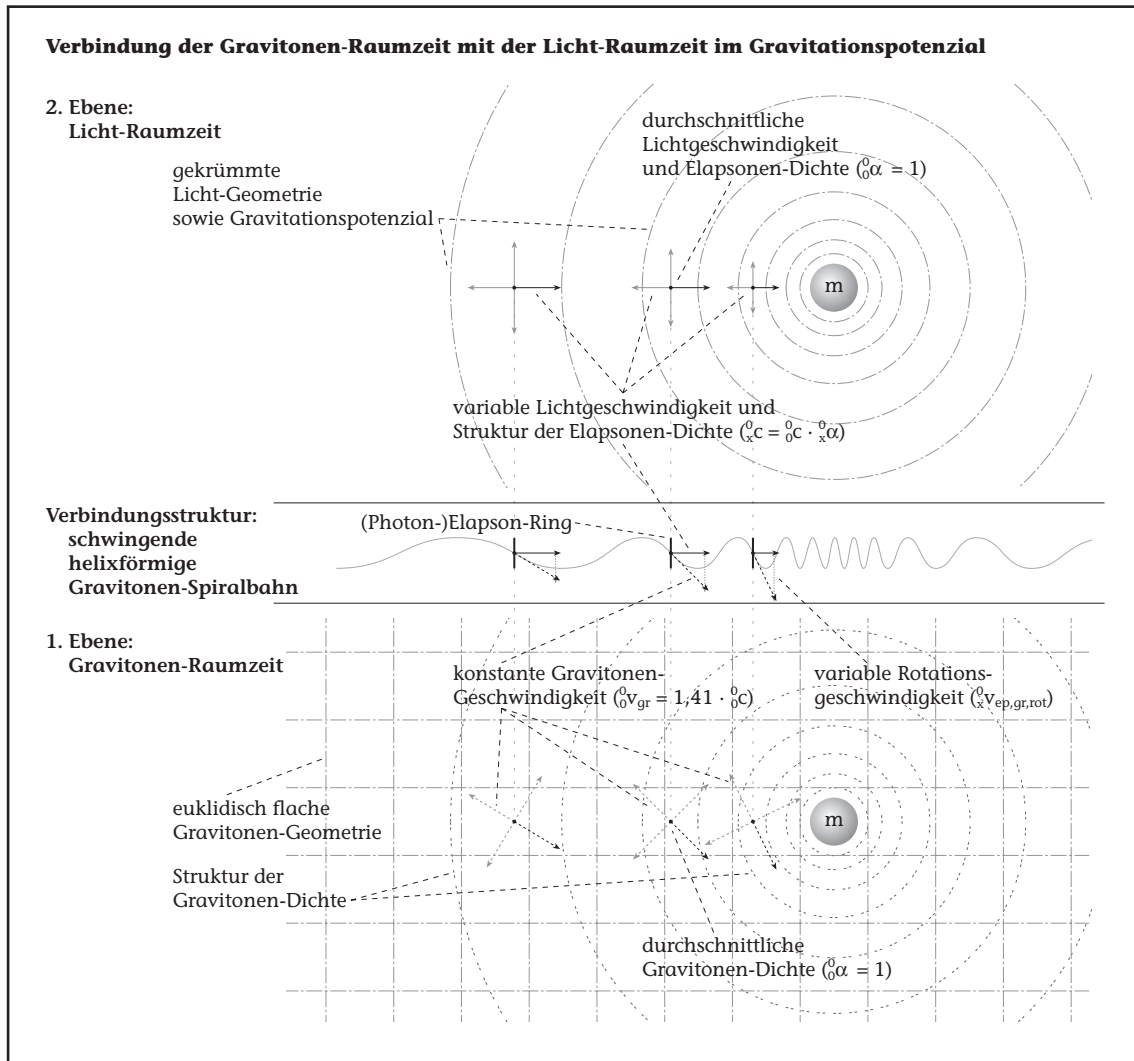 Verbindung der Gravitonen-Raumzeit mit der Licht-Raumzeit im Gravitationspotenzial
2. Ebene:
Licht-Raumzeit
gekrümmte
Licht-Geometrie
sowie Gravitationspotenzial
durchschnittliche
Lichtgeschwindigkeit
und Elapsonen-Dichte (⁰₀α = 1)
m
variable Lichtgeschwindigkeit und
Struktur der Elapsonen-Dichte (⁰ₓc = ⁰₀c · ⁰ₓα)
Verbindungsstruktur:
schwingende
helixförmige
Gravitonen-Spiralbahn
(Photon-)Elapson-Ring
1. Ebene:
Gravitonen-Raumzeit
konstante Gravitonen-
Geschwindigkeit (⁰₀v_gr = 1,41 · ⁰₀c)
variable Rotations-
geschwindigkeit (⁰ₓv_ep,gr,rot)
euklidisch flache
Gravitonen-Geometrie
m
Struktur der
Gravitonen-Dichte
durchschnittliche
Gravitonen-Dichte (⁰₀α = 1)